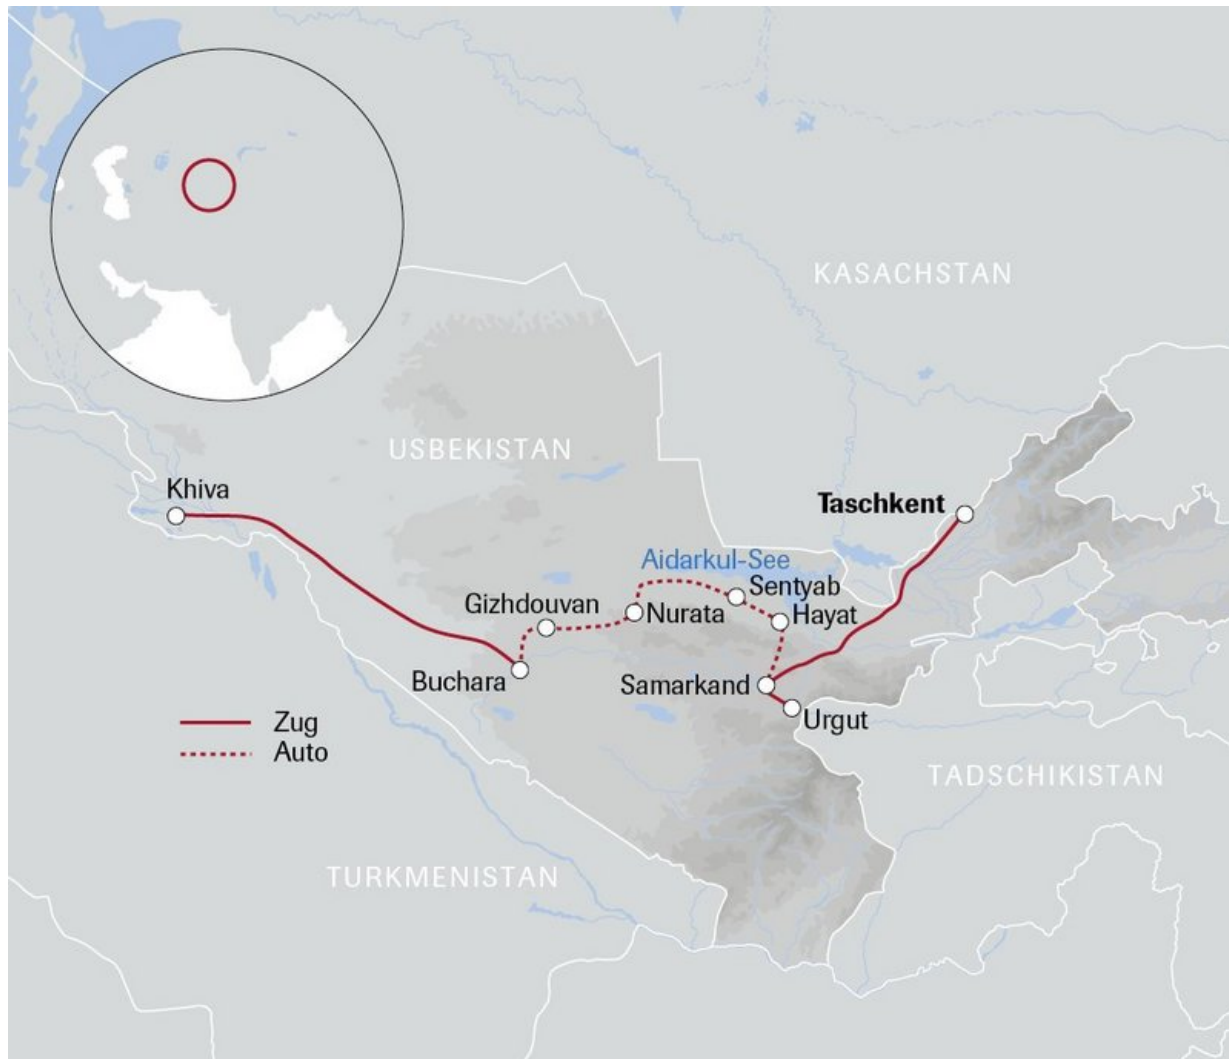 KASACHSTAN
USBEKISTAN
Khiva
Taschkent
Aidarkul-See
Sentyab
Gizhdouvan
Nurata
Hayat
Buchara
Samarkand
Urgut
Zug
Auto
TADSCHIKISTAN
TURKMENISTAN